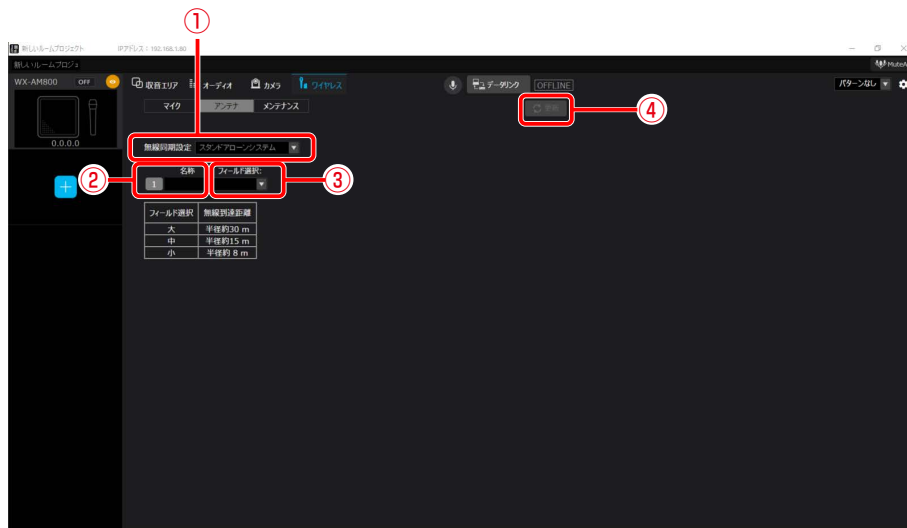 ①
新しいルームプロジェクト IPアドレス : 192.168.1.80
新しいルームプロジェ MuteA
WX-AM800 OFF 収音エリア オーディオ カメラ ワイヤレス データリンク OFFLINE パターンなし
マイク アンテナ メンテナンス 更新 ④
0.0.0.0
無線同期設定 スタンドアローンシステム
② 名称 フィールド選択: ③
1
フィールド選択 無線到達距離
大 半径約30 m
中 半径約15 m
小 半径約 8 m